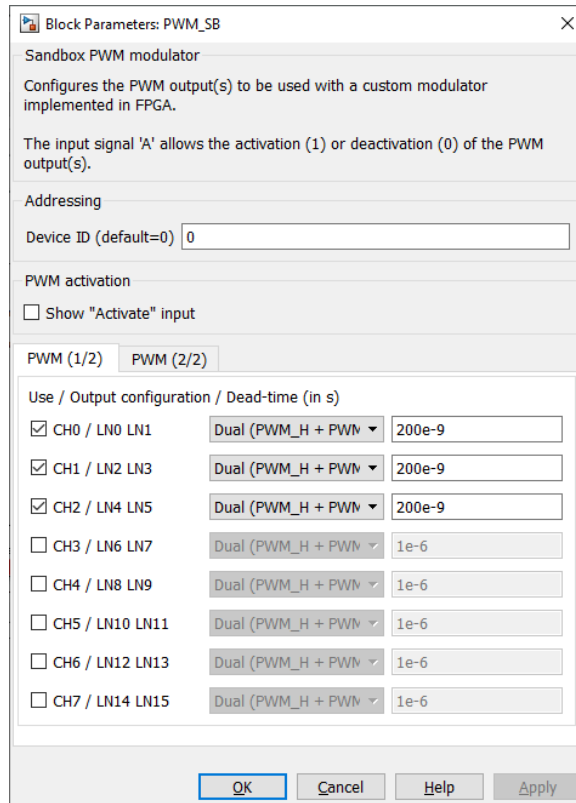 Block Parameters: PWM_SB
Sandbox PWM modulator
Configures the PWM output(s) to be used with a custom modulator
implemented in FPGA.
The input signal 'A' allows the activation (1) or deactivation (0) of the PWM
output(s).
Addressing
Device ID (default=0) 0
PWM activation
Show "Activate" input
PWM (1/2) PWM (2/2)
Use / Output configuration / Dead-time (in s)
CH0 / LN0 LN1 Dual (PWM_H + PWM 200e-9
CH1 / LN2 LN3 Dual (PWM_H + PWM 200e-9
CH2 / LN4 LN5 Dual (PWM_H + PWM 200e-9
CH3 / LN6 LN7 Dual (PWM_H + PWM 1e-6
CH4 / LN8 LN9 Dual (PWM_H + PWM 1e-6
CH5 / LN10 LN11 Dual (PWM_H + PWM 1e-6
CH6 / LN12 LN13 Dual (PWM_H + PWM 1e-6
CH7 / LN14 LN15 Dual (PWM_H + PWM 1e-6
OK Cancel Help Apply